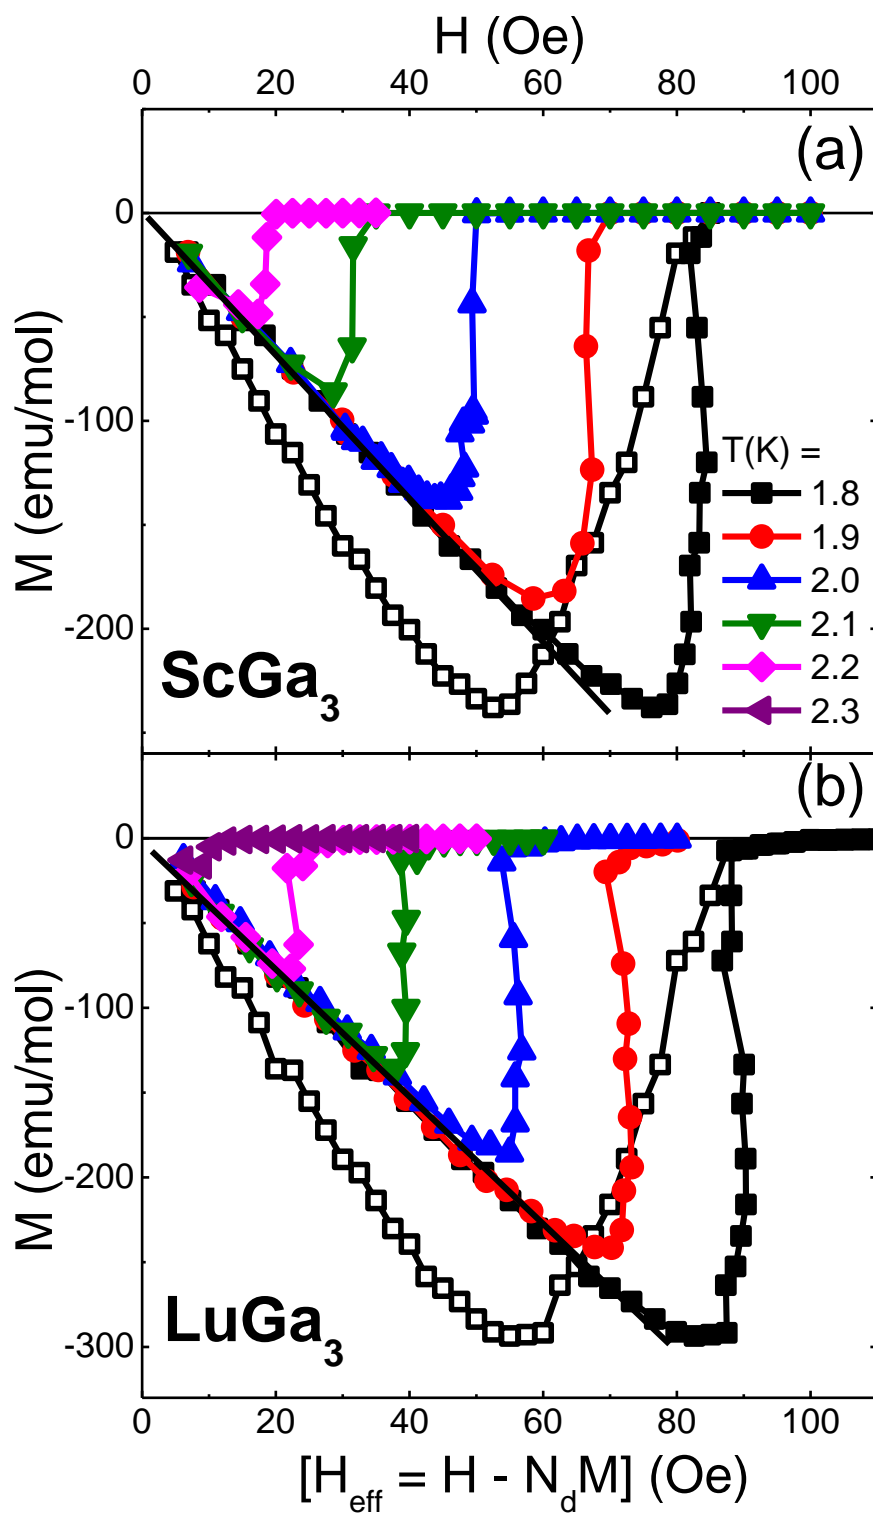 H (Oe)
0 20 40 60 80 100
(a)
0
-100
-200
M (emu/mol)
T(K) =
1.8
1.9
2.0
2.1
2.2
2.3
ScGa3
(b)
0
-100
-200
-300
M (emu/mol)
LuGa3
0 20 40 60 80 100
[Heff = H - NdM] (Oe)